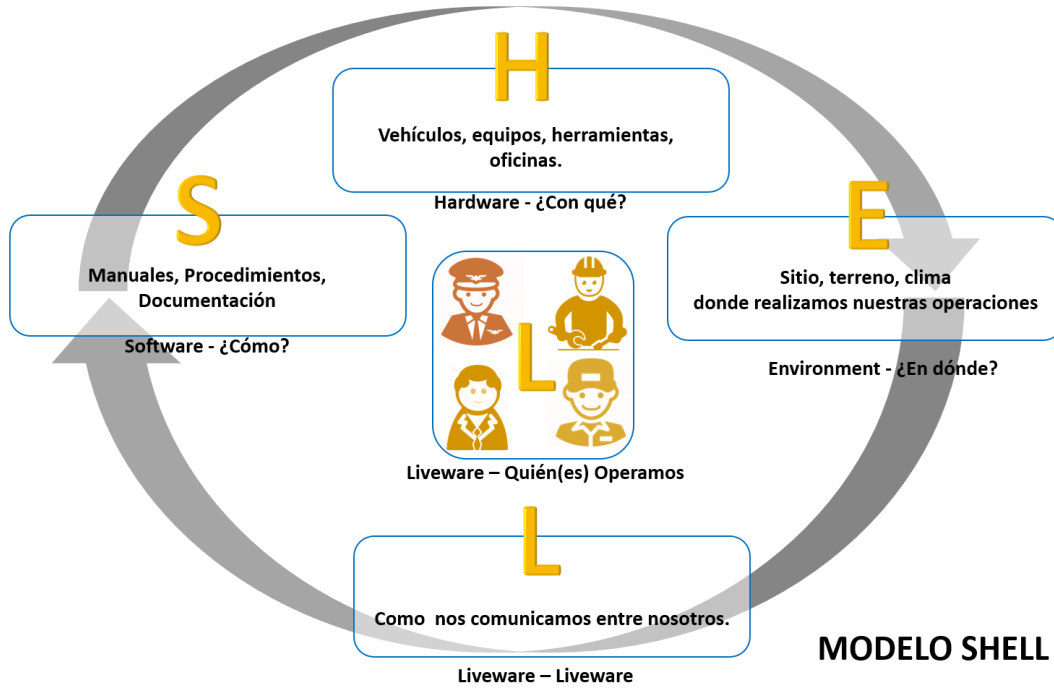 H
Vehículos, equipos, herramientas,
oficinas.
Hardware - ¿Con qué?
S
Manuales, Procedimientos,
Documentación
Software - ¿Cómo?
E
Sitio, terreno, clima
donde realizamos nuestras operaciones
Environment - ¿En dónde?
L
Liveware – Quién(es) Operamos
L
Como nos comunicamos entre nosotros.
Liveware – Liveware
MODELO SHELL